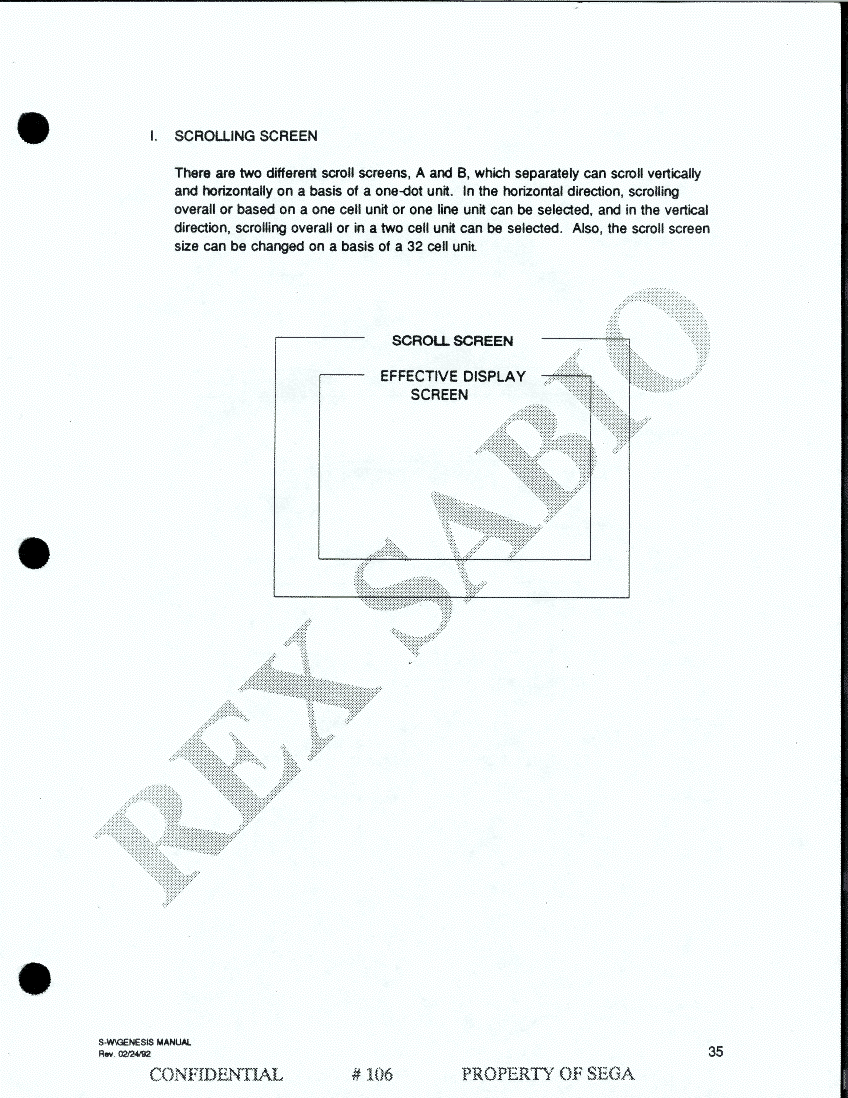 I. SCROLLING SCREEN
There are two different scroll screens, A and B, which separately can scroll vertically
and horizontally on a basis of a one-dot unit. In the horizontal direction, scrolling
overall or based on a one cell unit or one line unit can be selected, and in the vertical
direction, scrolling overall or in a two cell unit can be selected. Also, the scroll screen
size can be changed on a basis of a 32 cell unit.
SCROLL SCREEN
EFFECTIVE DISPLAY
SCREEN
REX SABIO
S-W\GENESIS MANUAL
Rev. 02/24/92
35
CONFIDENTIAL # 106 PROPERTY OF SEGA